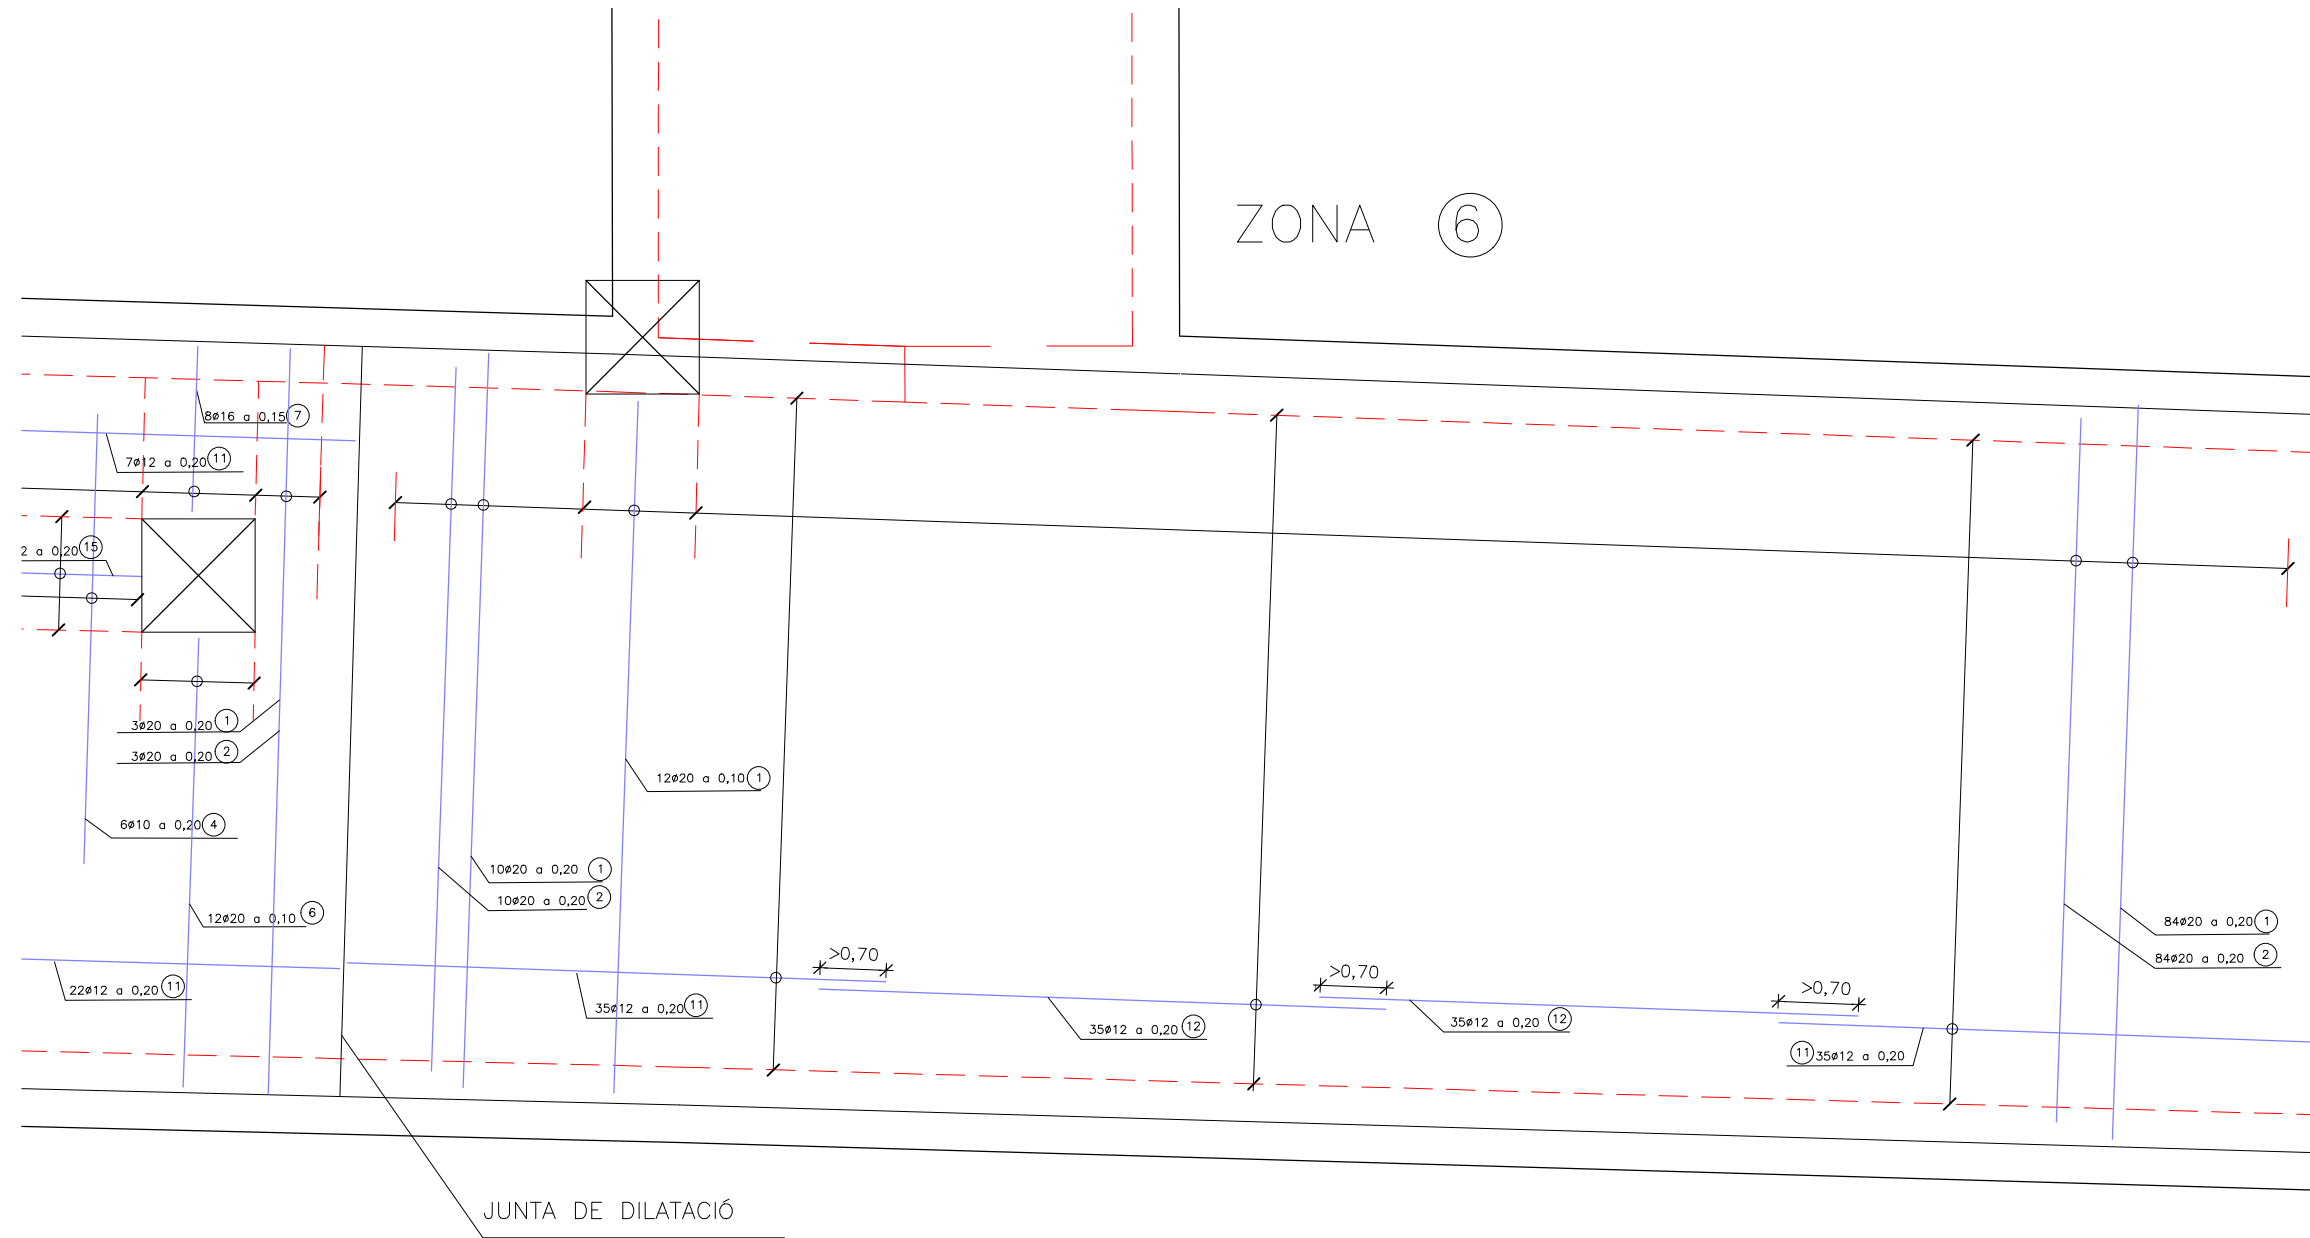 ZONA 6
8ø16 a 0,15 7
7ø12 a 0,20 11
2 a 0,20 15
3ø20 a 0,20 1
3ø20 a 0,20 2
12ø20 a 0,10 1
6ø10 a 0,20 4
10ø20 a 0,20 1
10ø20 a 0,20 2
12ø20 a 0,10 6
84ø20 a 0,20 1
84ø20 a 0,20 2
>0,70
>0,70
>0,70
22ø12 a 0,20 11
35ø12 a 0,20 11
35ø12 a 0,20 12
35ø12 a 0,20 12
11 35ø12 a 0,20
JUNTA DE DILATACIÓ